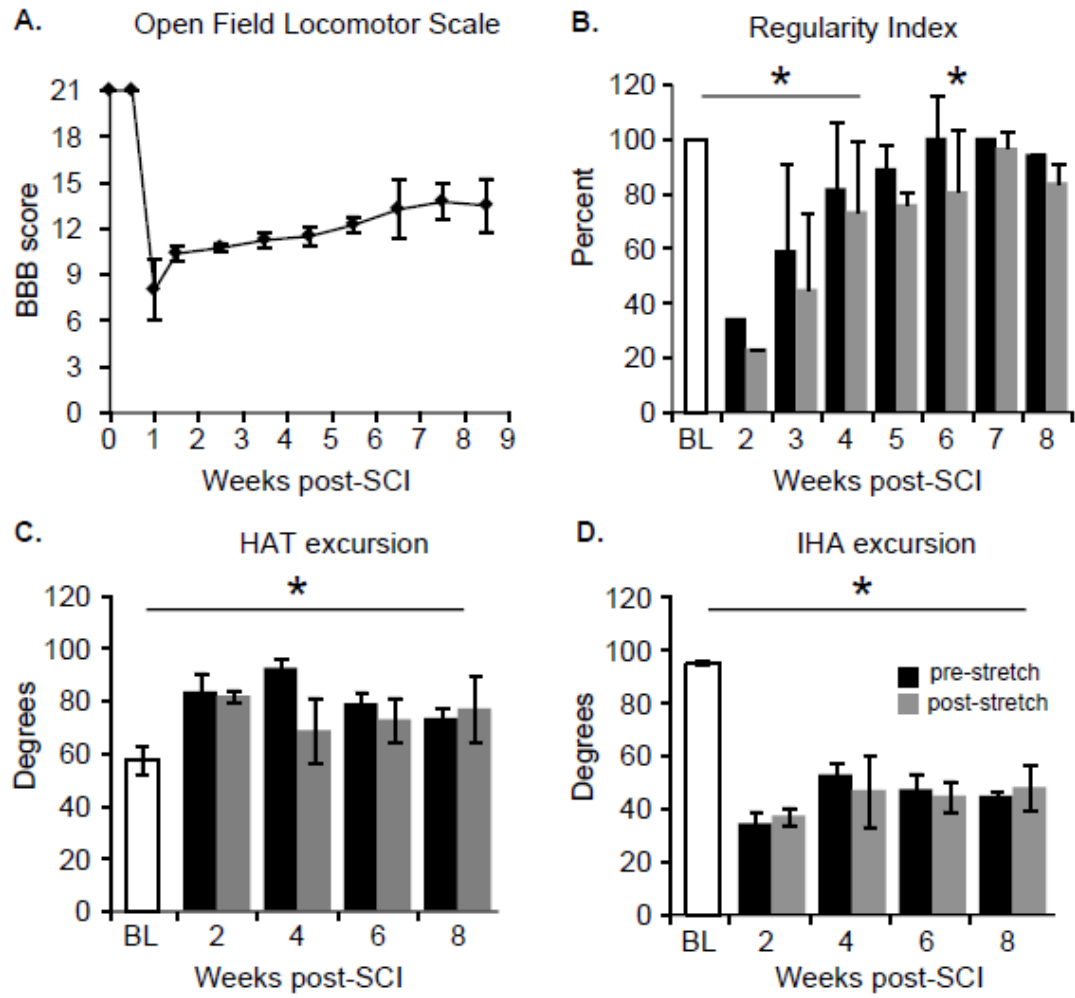 A.
Open Field Locomotor Scale
21
18
15
12
9
6
3
0
BBB score
0 1 2 3 4 5 6 7 8 9
Weeks post-SCI
B.
Regularity Index
* *
120
100
80
60
40
20
0
Percent
BL 2 3 4 5 6 7 8
Weeks post-SCI
C.
HAT excursion
*
120
100
80
60
40
20
0
Degrees
BL 2 4 6 8
Weeks post-SCI
D.
IHA excursion
*
120
100
80
60
40
20
0
Degrees
pre-stretch
post-stretch
BL 2 4 6 8
Weeks post-SCI